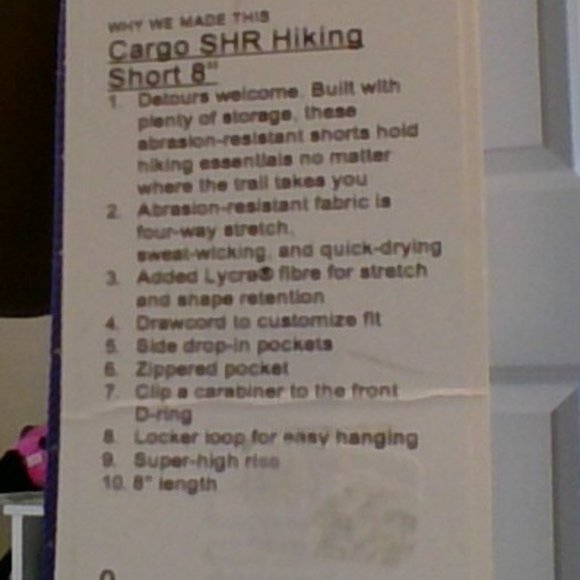 WHY WE MADE THIS
Cargo SHR Hiking
Short 8"
1. Detours welcome. Built with
plenty of storage, these
abrasion-resistant shorts hold
hiking essentials no matter
where the trail takes you
2. Abrasion-resistant fabric is
four-way stretch,
sweat-wicking, and quick-drying
3. Added Lycra® fibre for stretch
and shape retention
4. Drawcord to customize fit
5. Side drop-in pockets
6. Zippered pocket
7. Clip a carabiner to the front
D-ring
8. Locker loop for easy hanging
9. Super-high rise
10. 8" length